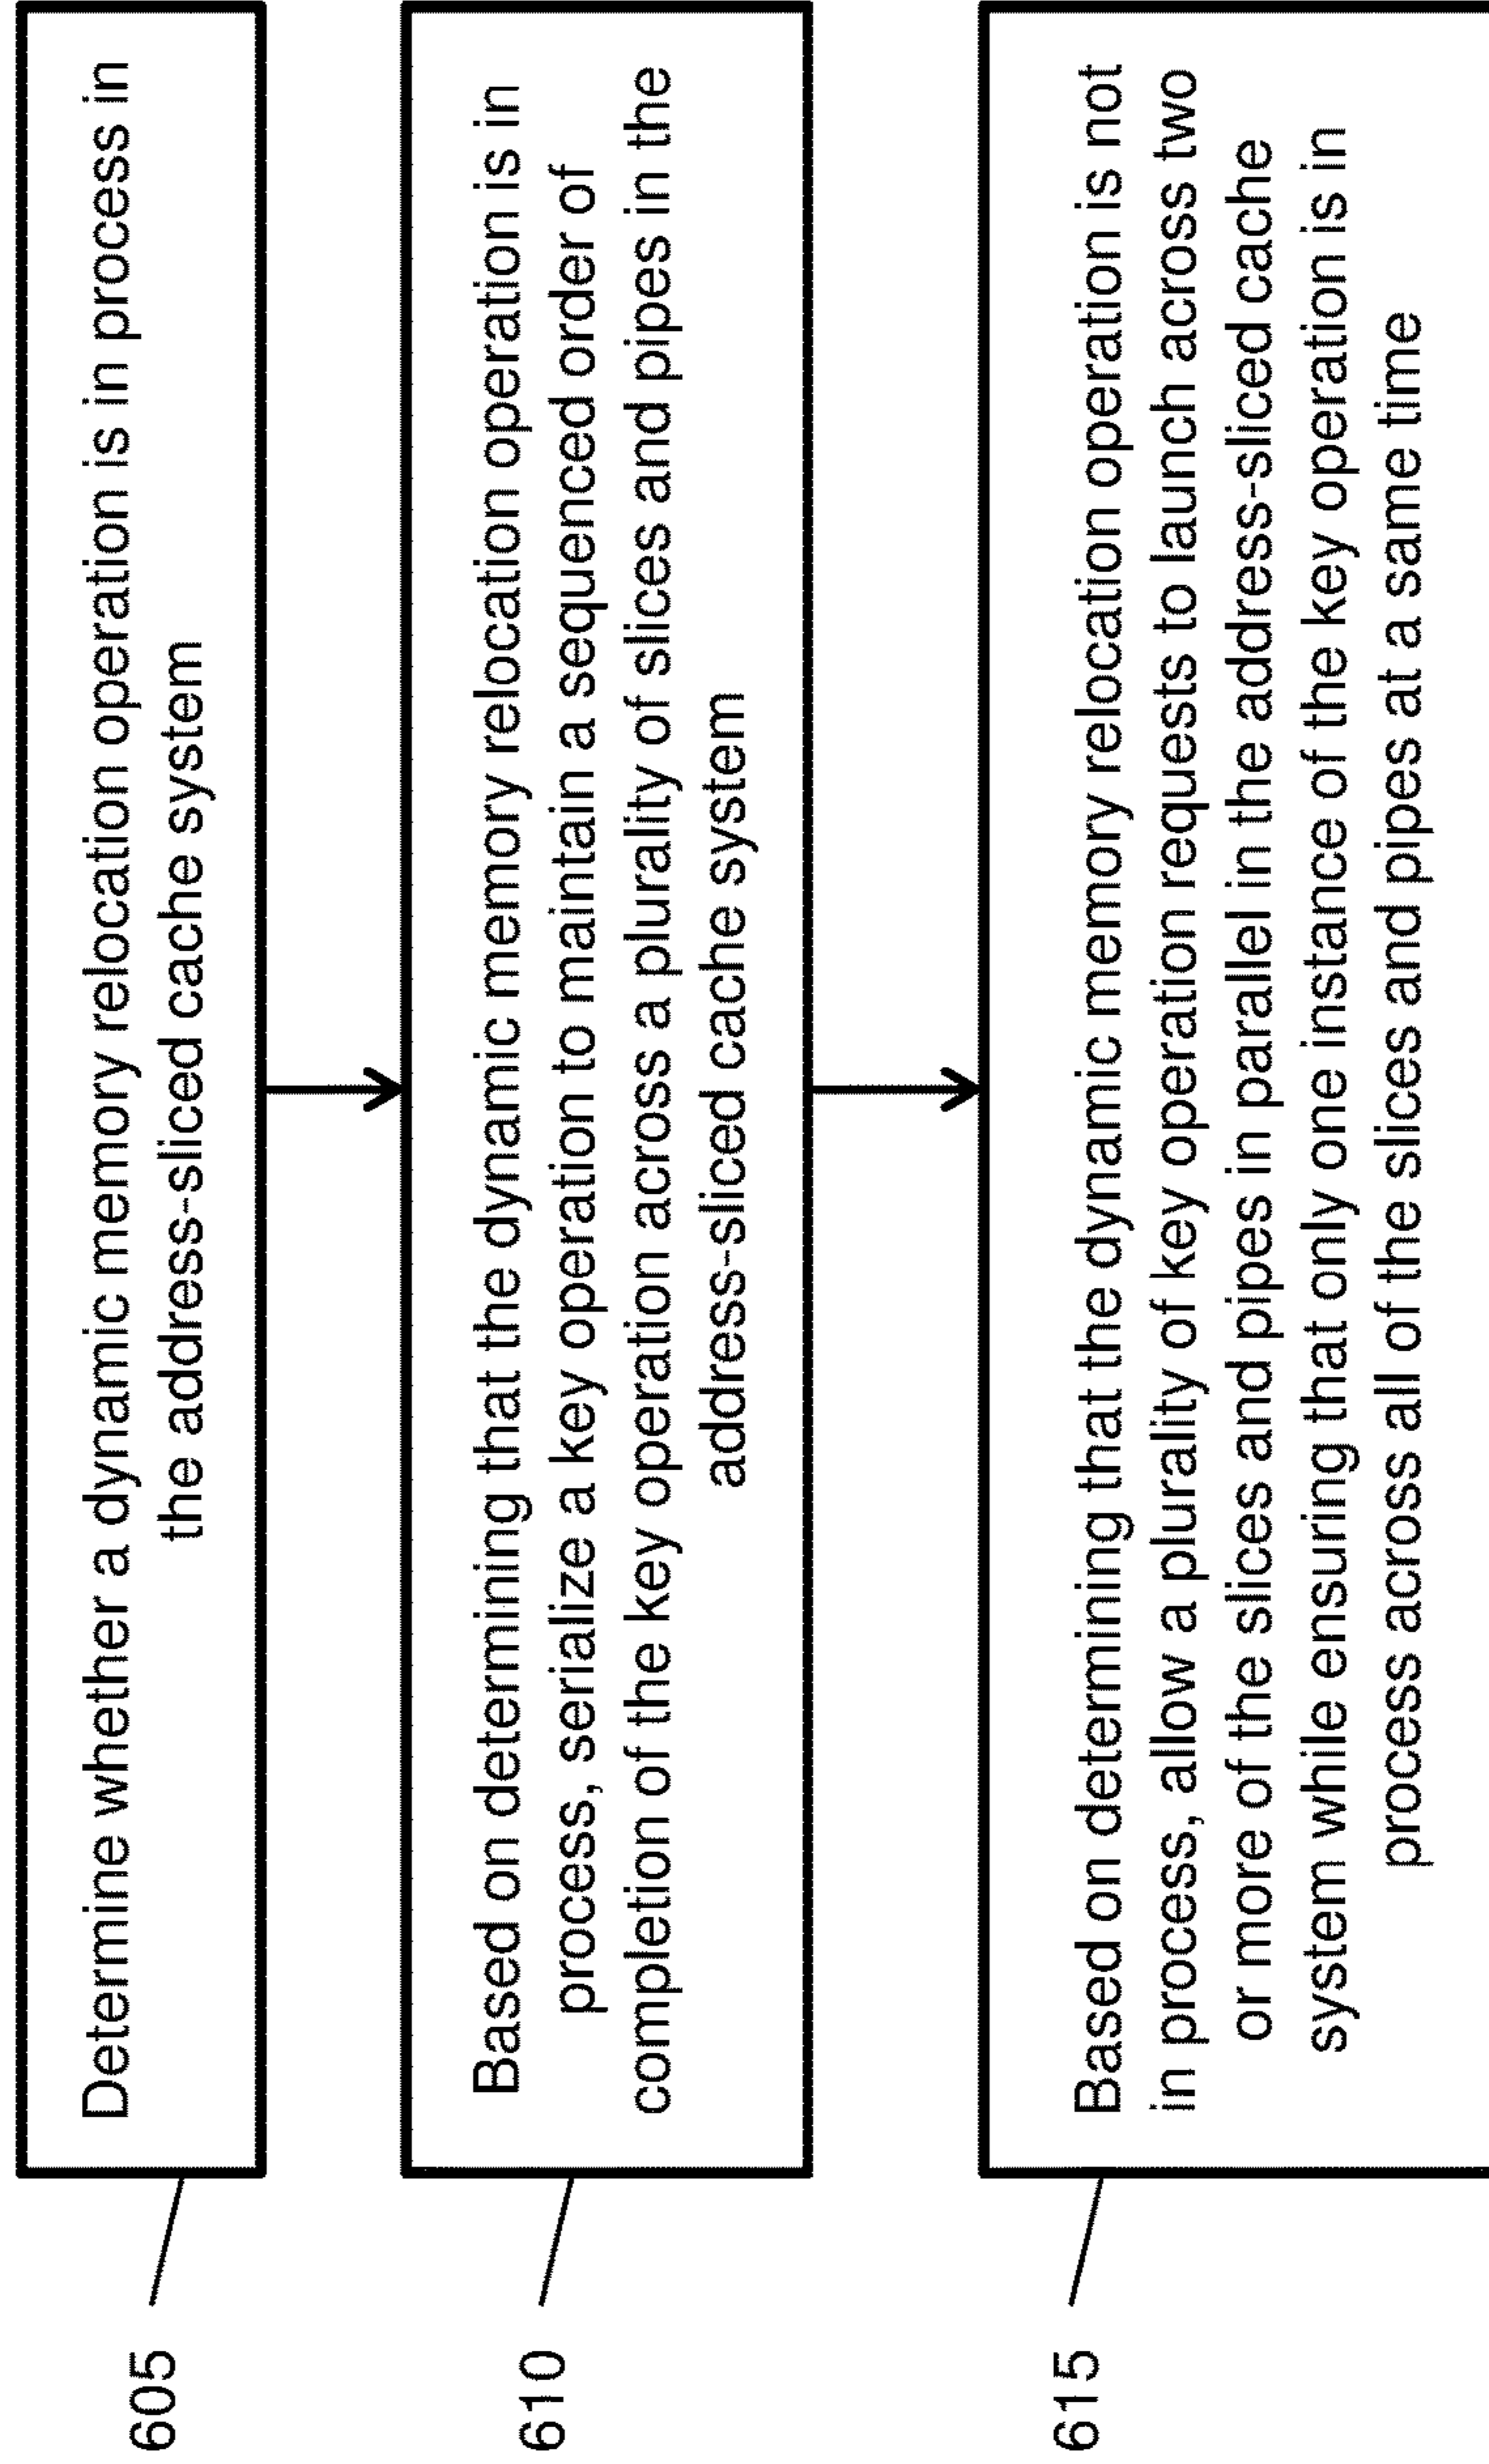 605
Determine whether a dynamic memory relocation operation is in process in
the address-sliced cache system
610
Based on determining that the dynamic memory relocation operation is in
process, serialize a key operation to maintain a sequenced order of
completion of the key operation across a plurality of slices and pipes in the
address-sliced cache system
615
Based on determining that the dynamic memory relocation operation is not
in process, allow a plurality of key operation requests to launch across two
or more of the slices and pipes in parallel in the address-sliced cache
system while ensuring that only one instance of the key operation is in
process across all of the slices and pipes at a same time